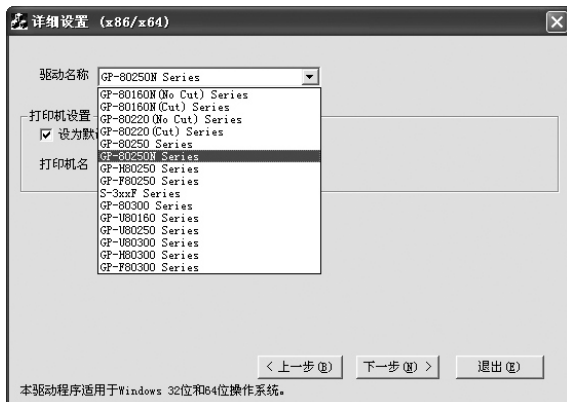 详细设置 (x86/x64)
驱动名称 GP-80250N Series
GP-80160N(No Cut) Series
GP-80160N(Cut) Series
打印机设置
GP-80220(No Cut) Series
设为默
GP-80220(Cut) Series
GP-80250 Series
GP-80250N Series
打印机名
GP-H80250 Series
GP-F80250 Series
S-3xxF Series
GP-80300 Series
GP-U80160 Series
GP-U80250 Series
GP-U80300 Series
GP-H80300 Series
GP-F80300 Series
< 上一步(B) 下一步(N) > 退出(E)
本驱动程序适用于Windows 32位和64位操作系统。